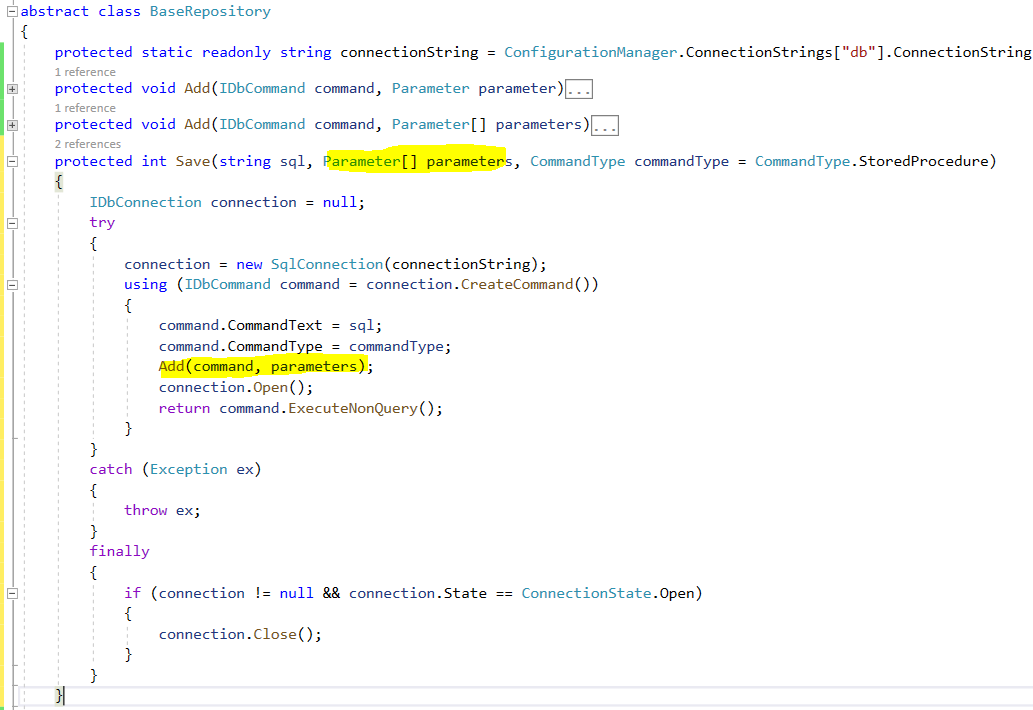 abstract class BaseRepository
{
protected static readonly string connectionString = ConfigurationManager.ConnectionStrings["db"].ConnectionString
1 reference
protected void Add(IDbCommand command, Parameter parameter)...
1 reference
protected void Add(IDbCommand command, Parameter[] parameters)...
2 references
protected int Save(string sql, Parameter[] parameters, CommandType commandType = CommandType.StoredProcedure)
{
IDbConnection connection = null;
try
{
connection = new SqlConnection(connectionString);
using (IDbCommand command = connection.CreateCommand())
{
command.CommandText = sql;
command.CommandType = commandType;
Add(command, parameters);
connection.Open();
return command.ExecuteNonQuery();
}
}
catch (Exception ex)
{
throw ex;
}
finally
{
if (connection != null && connection.State == ConnectionState.Open)
{
connection.Close();
}
}
}